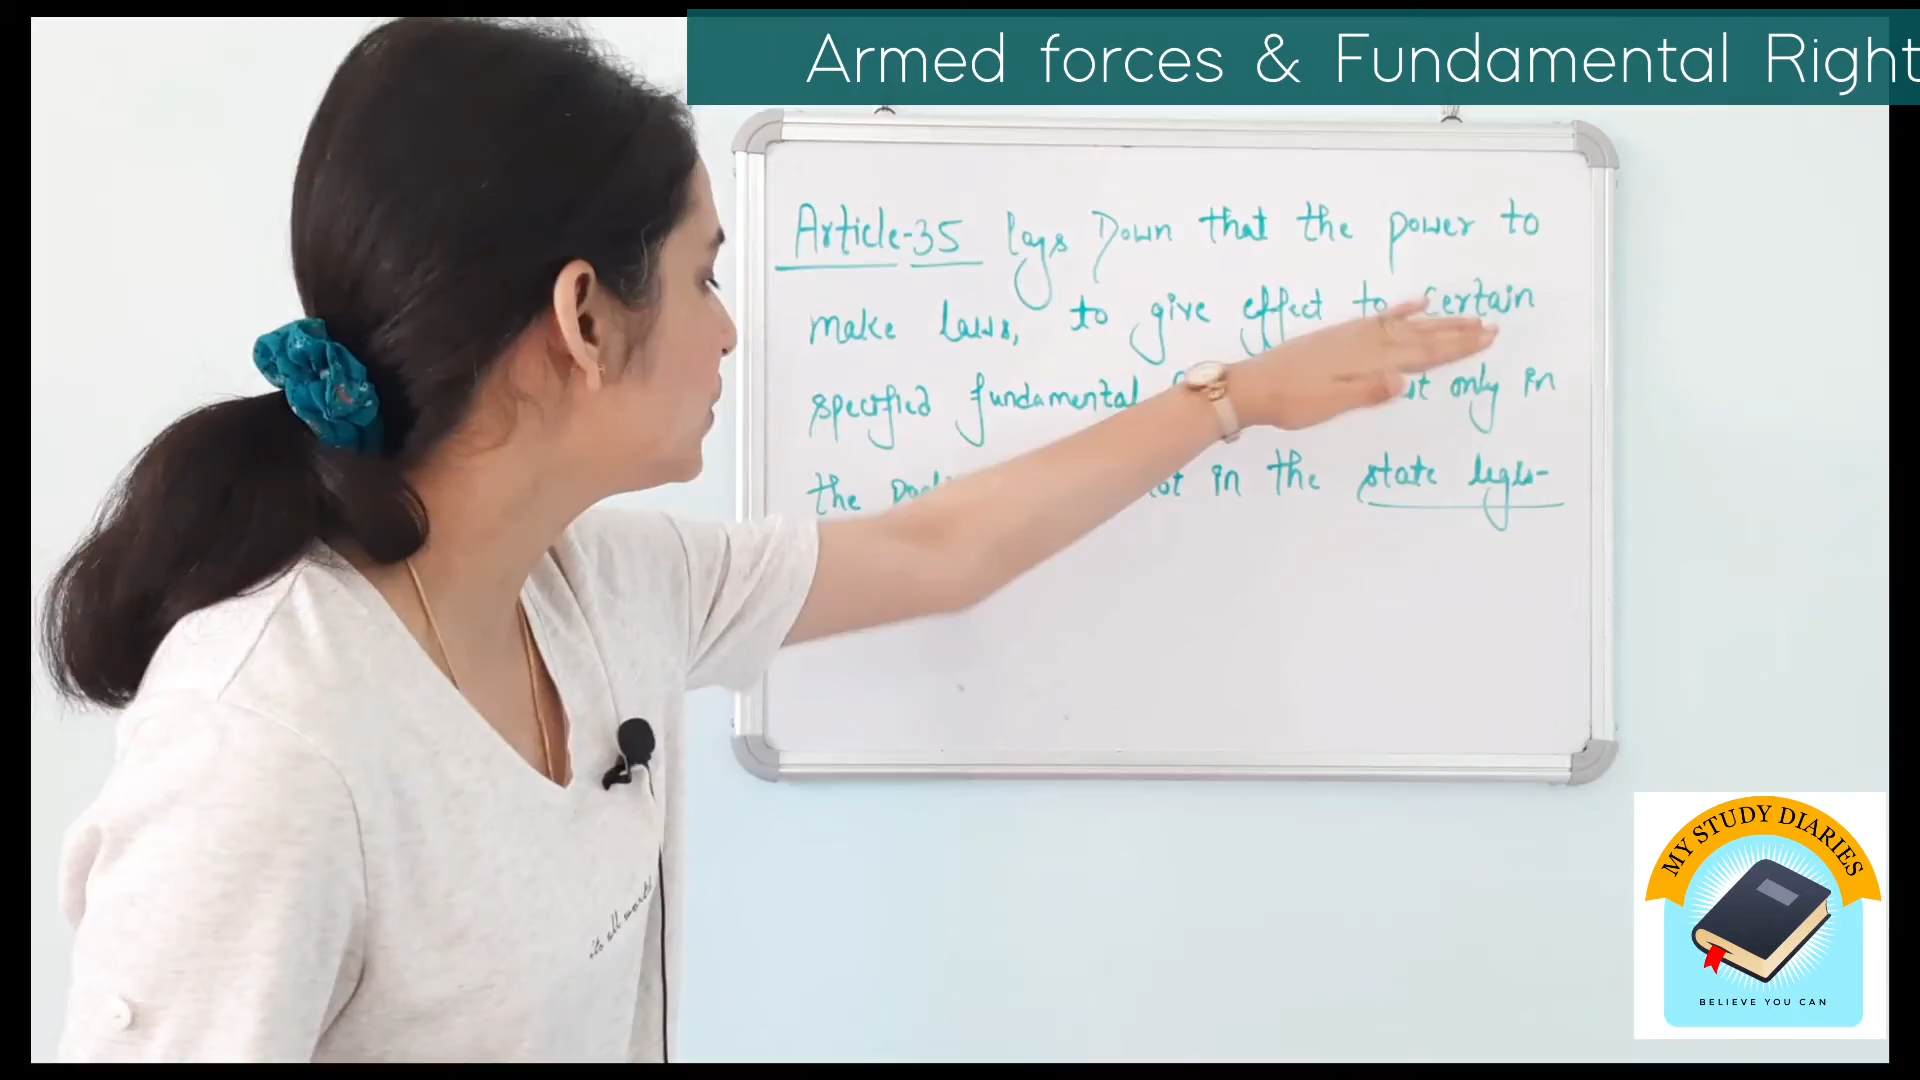 Armed forces & Fundamental Right
Article-35 lays Down that the power to
make laws, to give effect to certain
specified fundamental only in
the in the state legis-
MY STUDY DIARIES
BELIEVE YOU CAN